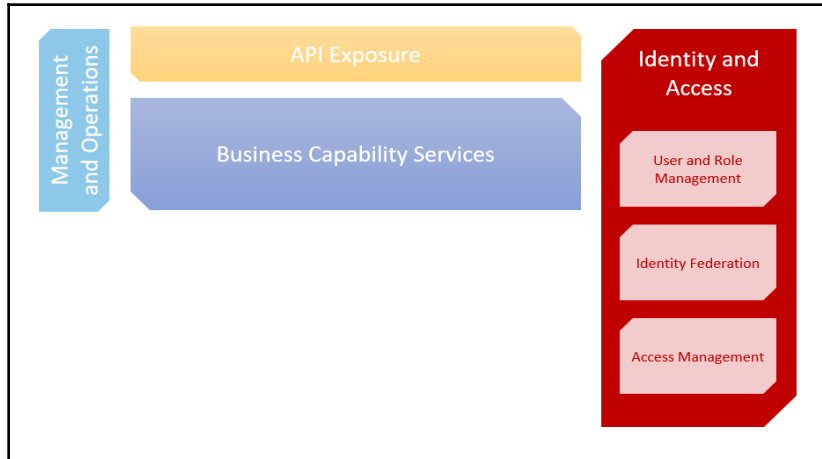 Management
and Operations
API Exposure
Business Capability Services
Identity and
Access
User and Role
Management
Identity Federation
Access Management